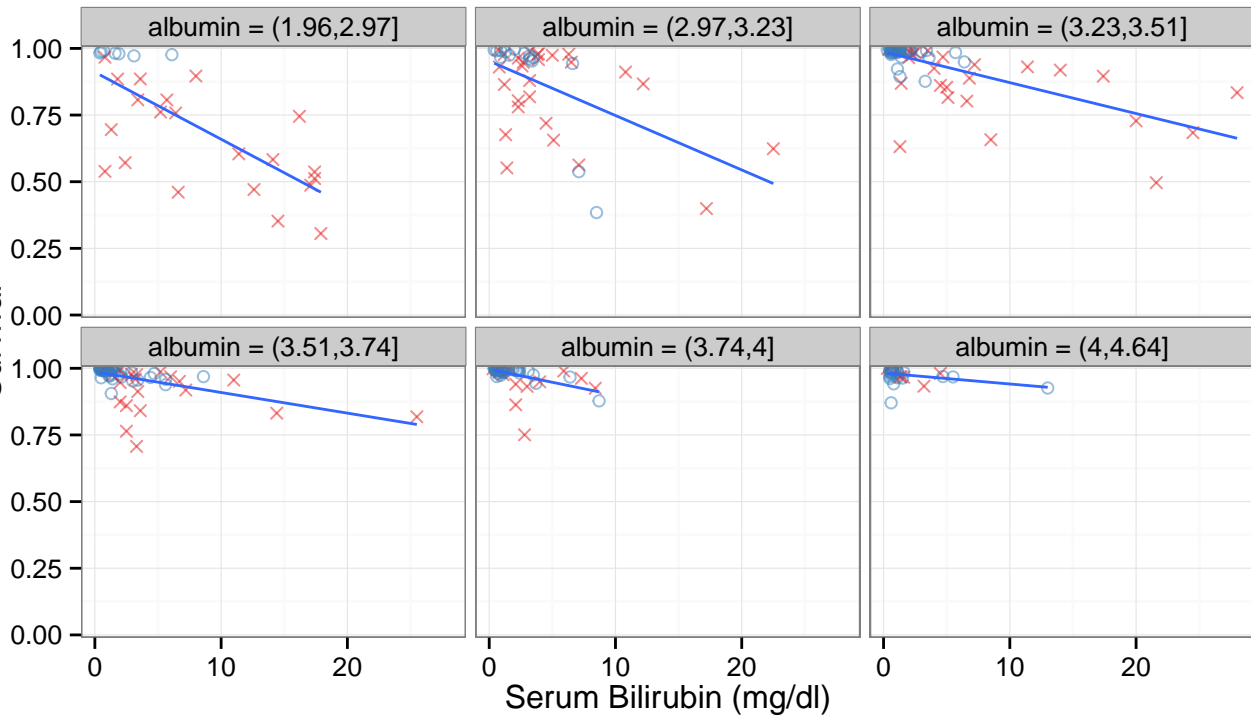 albumin = (1.96,2.97] albumin = (2.97,3.23] albumin = (3.23,3.51]
1.00
0.75
0.50
0.25
0.00
albumin = (3.51,3.74] albumin = (3.74,4] albumin = (4,4.64]
1.00
0.75
0.50
0.25
0.00
0 10 20 0 10 20 0 10 20
Serum Bilirubin (mg/dl)